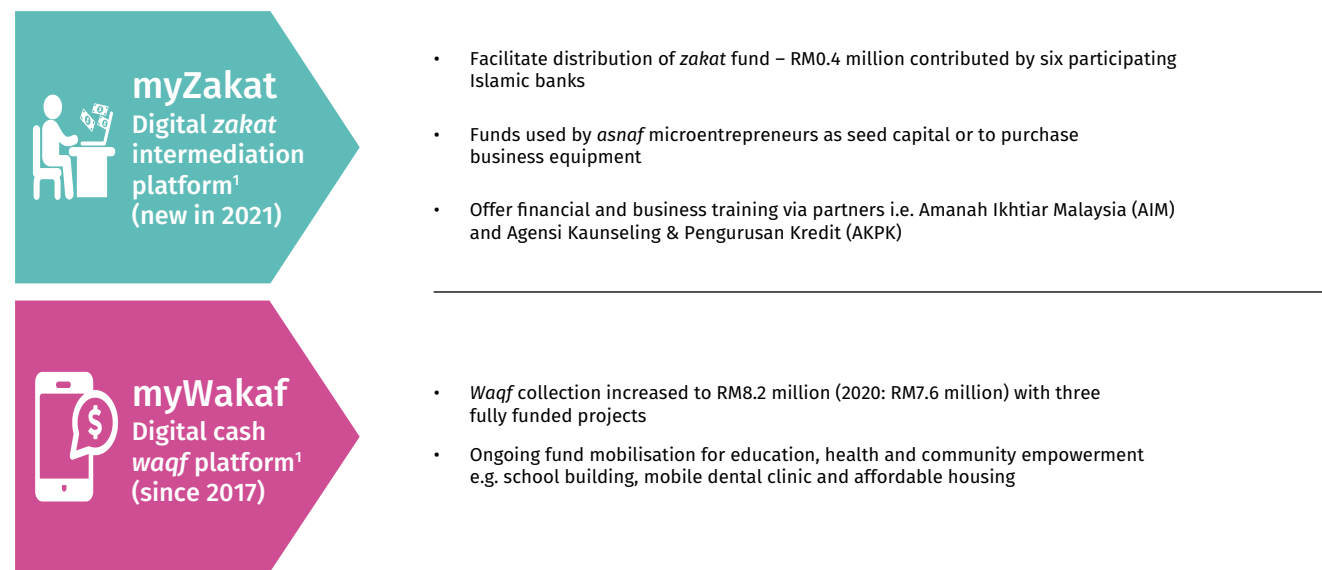 myZakat
Digital zakat
intermediation
platform¹
(new in 2021)
• Facilitate distribution of zakat fund – RM0.4 million contributed by six participating
Islamic banks
• Funds used by asnaf microentrepreneurs as seed capital or to purchase
business equipment
• Offer financial and business training via partners i.e. Amanah Ikhtiar Malaysia (AIM)
and Agensi Kaunseling & Pengurusan Kredit (AKPK)
myWakaf
Digital cash
waqf platform¹
(since 2017)
• Waqf collection increased to RM8.2 million (2020: RM7.6 million) with three
fully funded projects
• Ongoing fund mobilisation for education, health and community empowerment
e.g. school building, mobile dental clinic and affordable housing